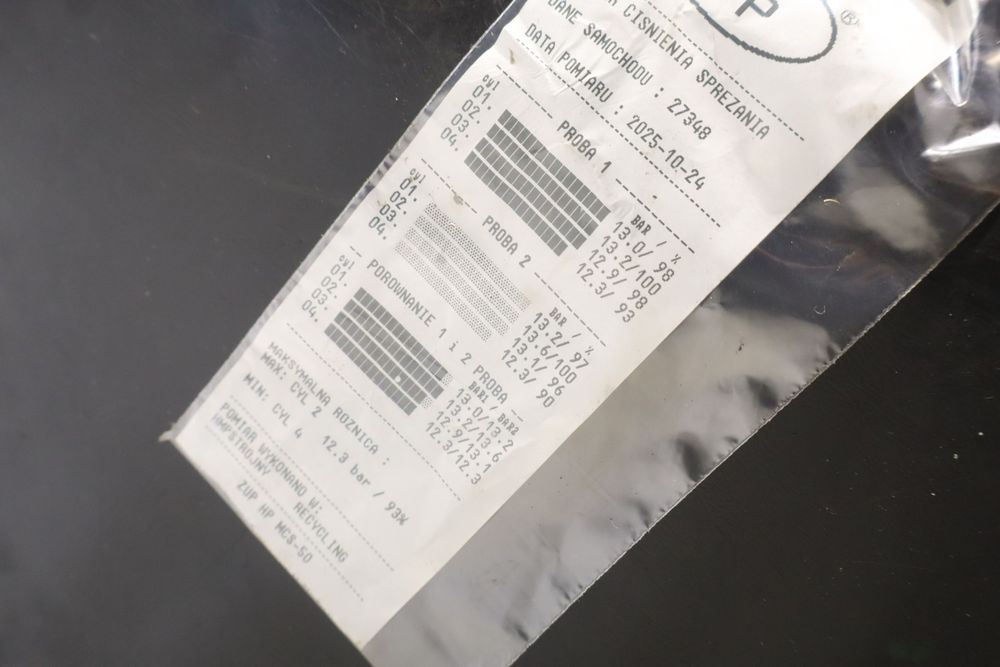 P ®
CISNIENIA SPREZANIA
DANE SAMOCHODU : 27348
DATA POMIARU : 2025-10-24
PROBA 1
cyl BAR / %
01. 13.0/ 98
02. 13.2/100
03. 12.9/ 98
04. 12.3/ 93
PROBA 2
cyl BAR / %
01. 13.2/ 97
02. 13.6/100
03. 13.1/ 96
04. 12.3/ 90
POROWNANIE 1 i 2 PROBA
cyl BAR1/BAR2
01. 13.0/13.2
02. 13.2/13.6
03. 12.9/13.1
04. 12.3/12.3
MAKSYMALNA ROZNICA :
MAX: CYL 2
MIN: CYL 4 12.3 bar / 93%
POMIAR WYKONANO W:
HMPSTROJNY RECYCLING
ZUP HP MCS-50